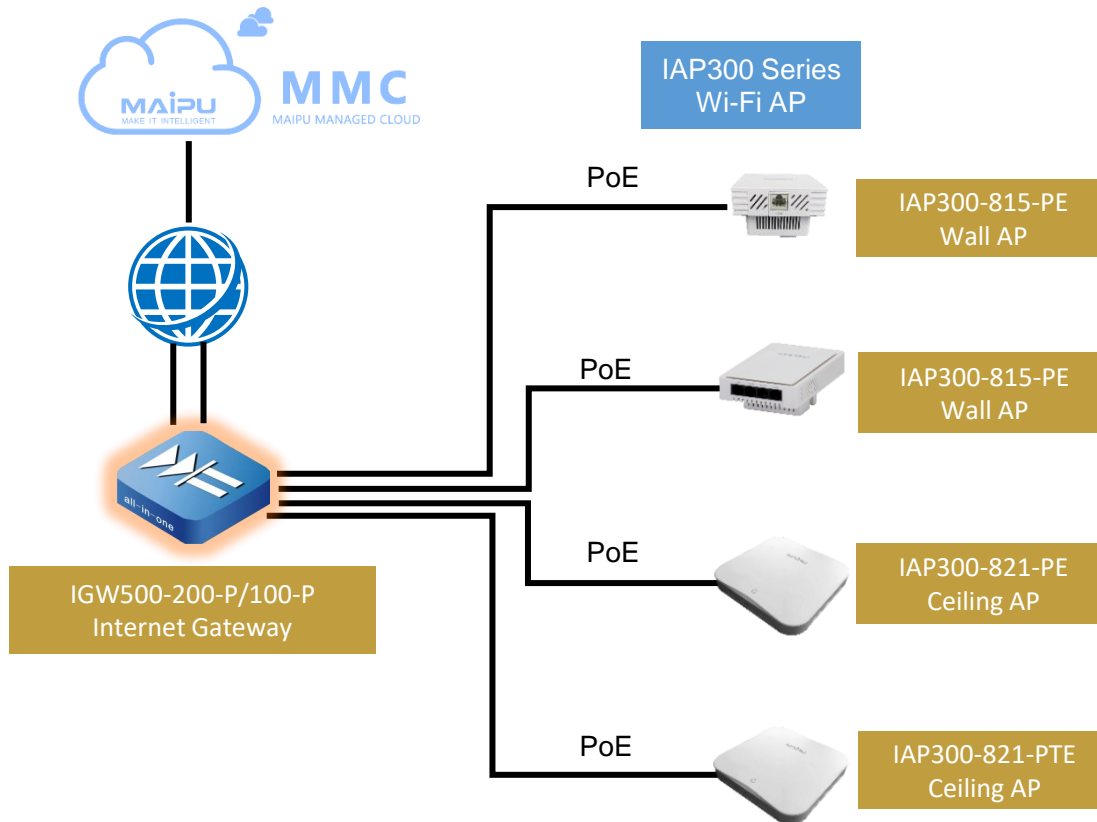 MAIPU
MAKE IT INTELLIGENT
MMC
MAIPU MANAGED CLOUD
IAP300 Series
Wi-Fi AP
PoE
IAP300-815-PE
Wall AP
PoE
IAP300-815-PE
Wall AP
all-in-one
IGW500-200-P/100-P
Internet Gateway
PoE
IAP300-821-PE
Ceiling AP
PoE
IAP300-821-PTE
Ceiling AP